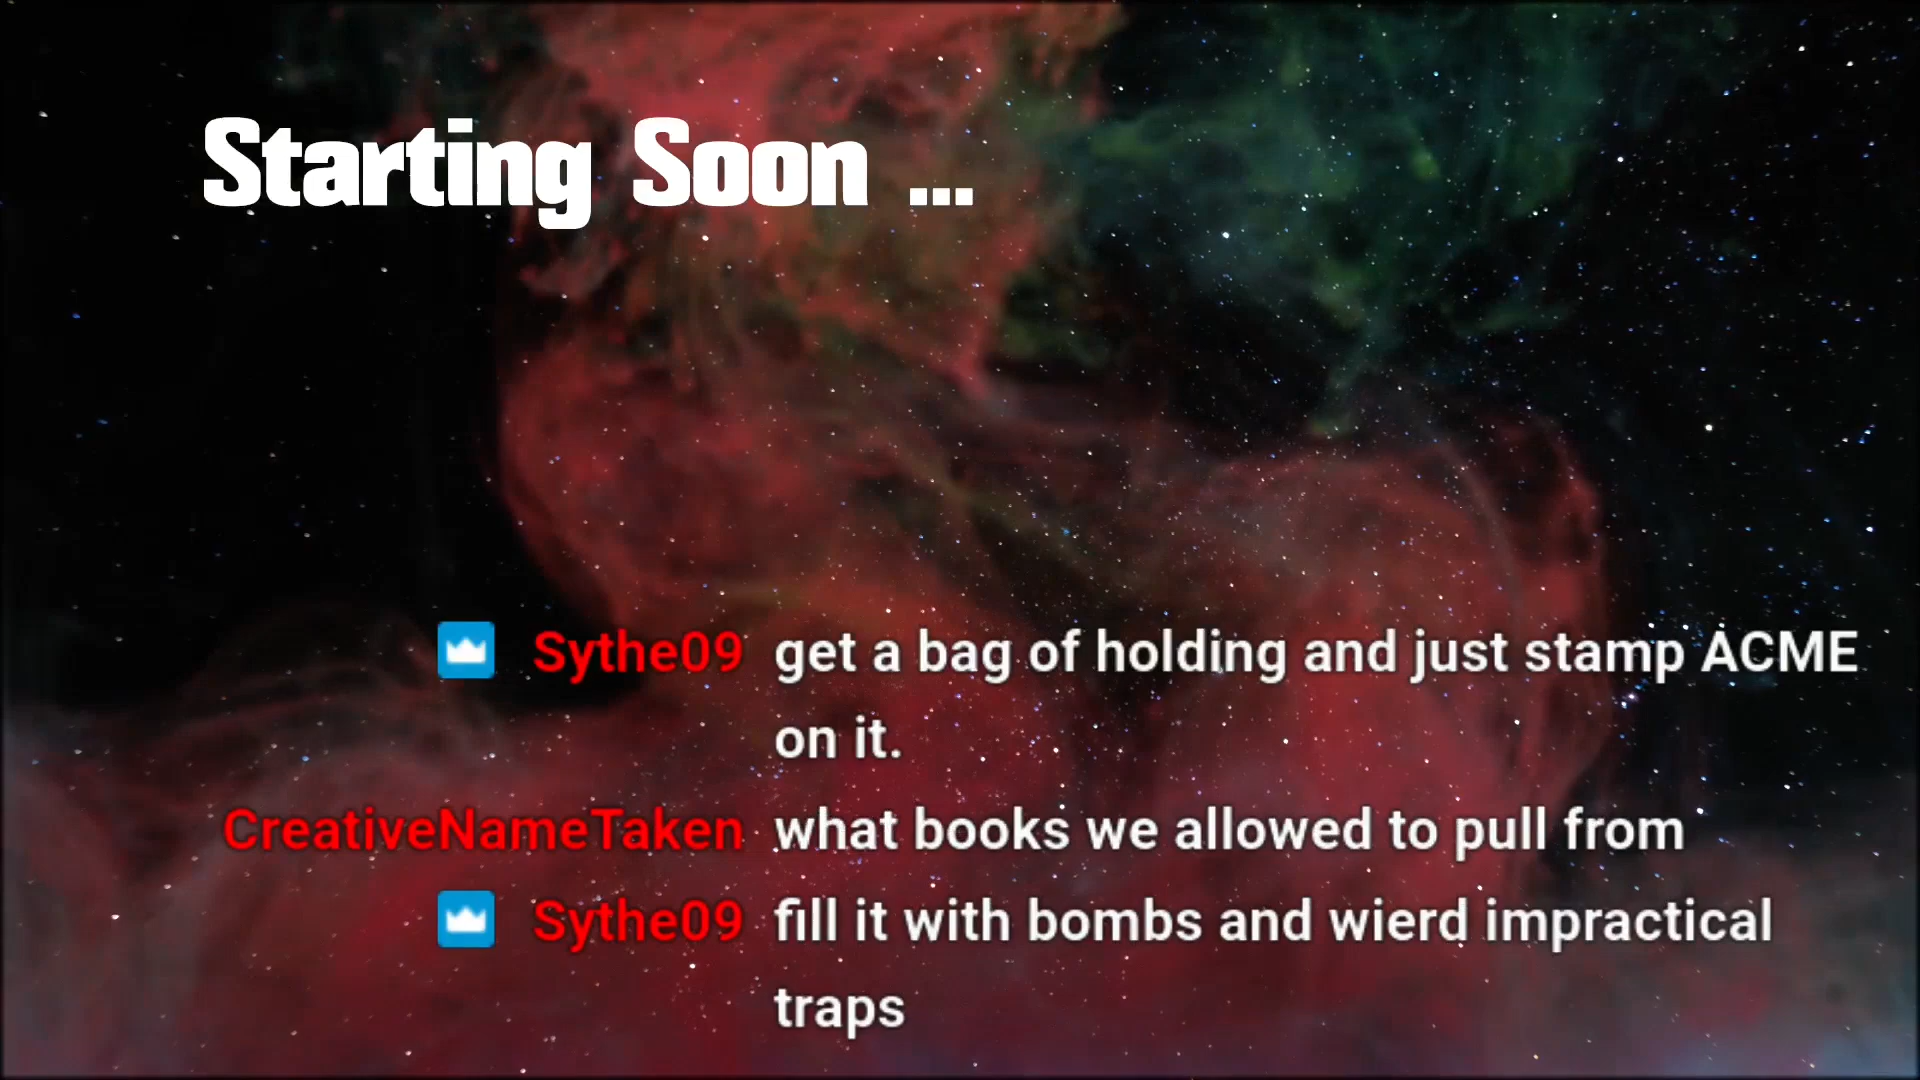 Starting Soon ...
Sythe09 get a bag of holding and just stamp ACME
on it.
CreativeNameTaken what books we allowed to pull from
Sythe09 fill it with bombs and wierd impractical
traps